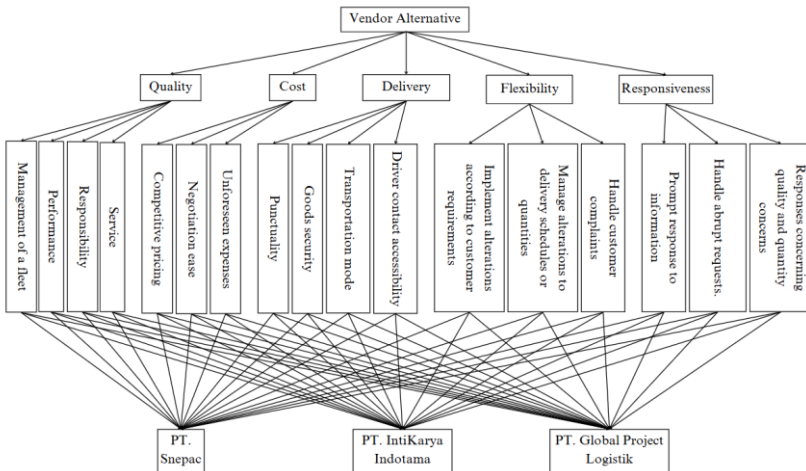 Vendor Alternative
Quality
Cost
Delivery
Flexibility
Responsiveness
Management of a fleet
Performance
Responsibility
Service
Competitive pricing
Negotiation ease
Unforeseen expenses
Punctuality
Goods security
Transportation mode
Driver contact accessibility
Implement alterations
according to customer
requirements
Manage alterations to
delivery schedules or
quantities
Handle customer
complaints
Prompt response to
information
Handle abrupt requests.
Responses concerning
quality and quantity
concerns
PT.
Snepac
PT. IntiKarya
Indotama
PT. Global Project
Logistik